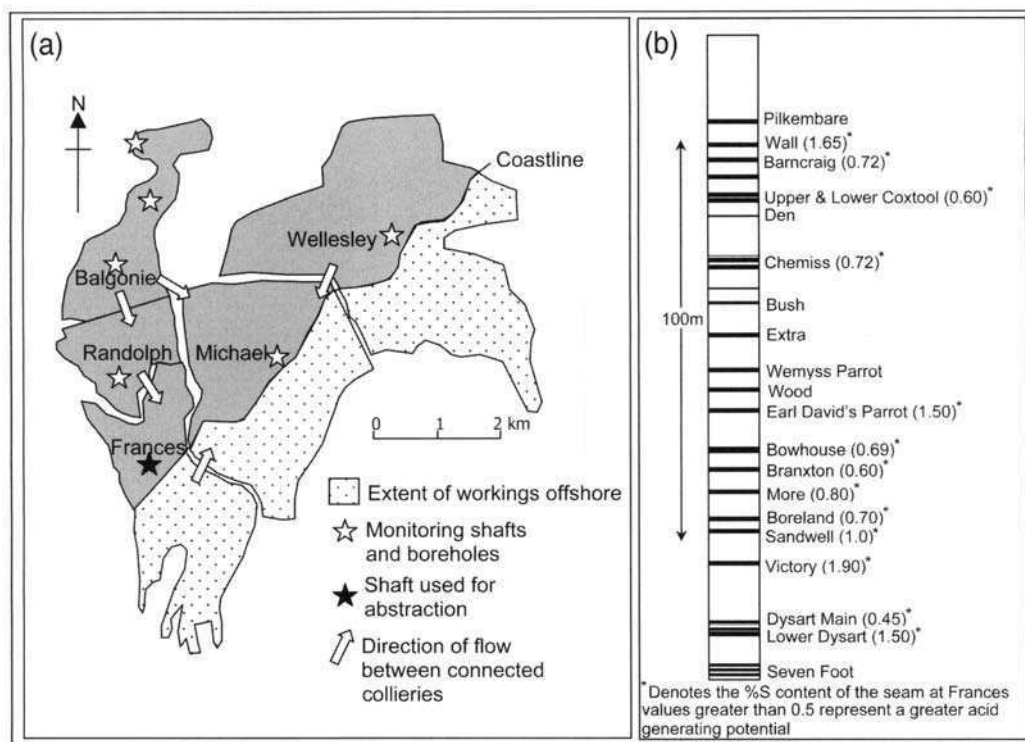 (a)
N
Coastline
Wellesley
Balgonie
Randolph
Michael
Frances
0 1 2 km
Extent of workings offshore
Monitoring shafts
and boreholes
Shaft used for
abstraction
Direction of flow
between connected
collieries
(b)
100m
Pilkembare
Wall (1.65)*
Barncraig (0.72)*
Upper & Lower Coxtool (0.60)*
Den
Chemiss (0.72)*
Bush
Extra
Wemyss Parrot
Wood
Earl David's Parrot (1.50)*
Bowhouse (0.69)*
Branxton (0.60)*
More (0.80)*
Boreland (0.70)*
Sandwell (1.0)*
Victory (1.90)*
Dysart Main (0.45)*
Lower Dysart (1.50)*
Seven Foot
*Denotes the %S content of the seam at Frances
values greater than 0.5 represent a greater acid
generating potential